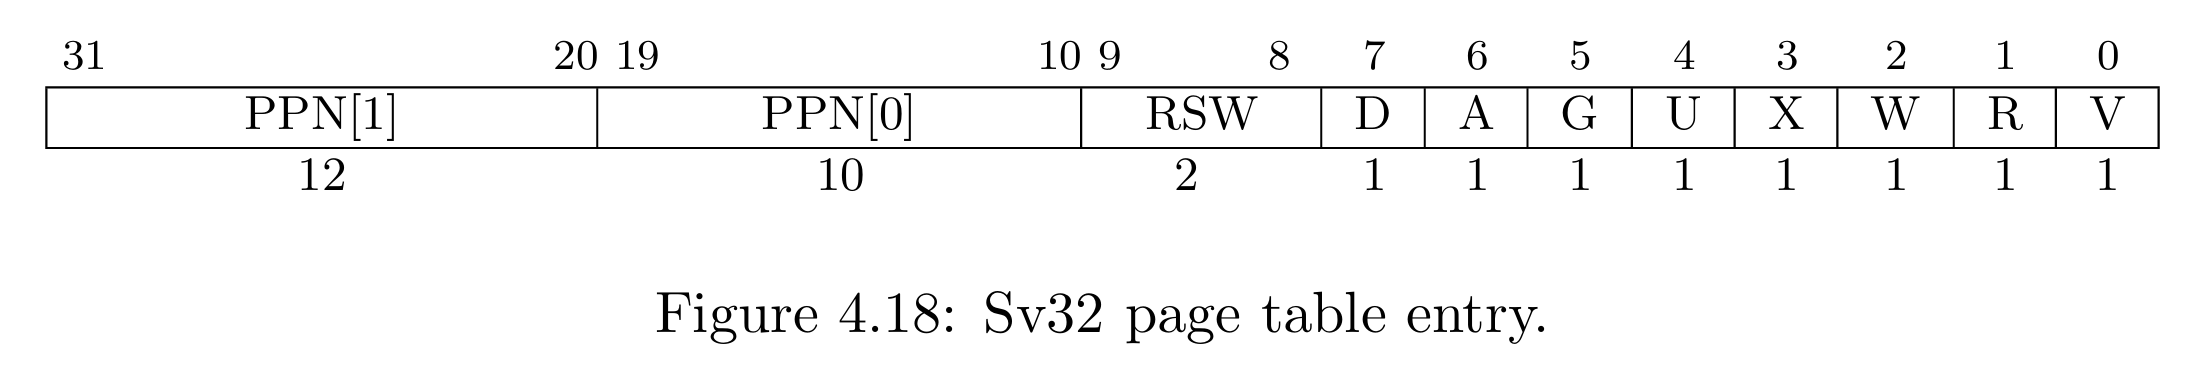 31 20 19 10 9 8 7 6 5 4 3 2 1 0
PPN[1] PPN[0] RSW D A G U X W R V
12 10 2 1 1 1 1 1 1 1 1
Figure 4.18: Sv32 page table entry.